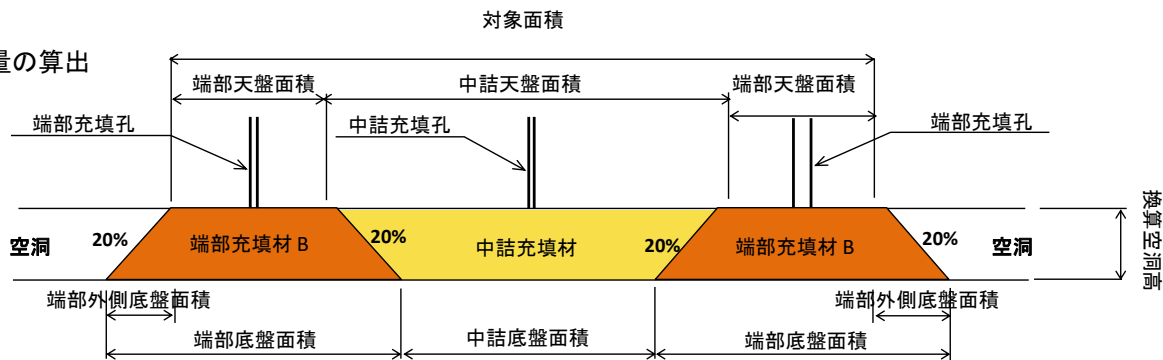 対象面積
量の算出
端部天盤面積
中詰天盤面積
端部天盤面積
端部充填孔
中詰充填孔
端部充填孔
換算空洞高
空洞
20%
端部充填材 B
20%
中詰充填材
20%
端部充填材 B
20%
空洞
端部外側底盤面積
端部外側底盤面積
端部底盤面積
中詰底盤面積
端部底盤面積